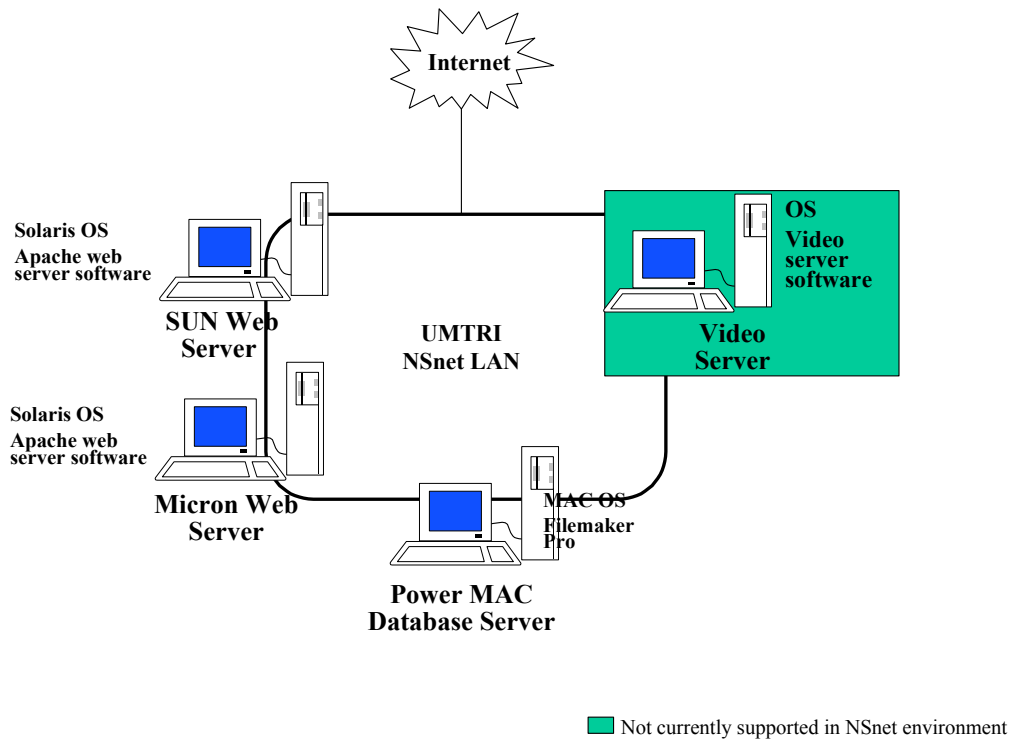 Internet
Solaris OS
Apache web
server software
SUN Web
Server
OS
Video
server
software
Video
Server
UMTRI
NSnet LAN
Solaris OS
Apache web
server software
Micron Web
Server
MAC OS
Filemaker
Pro
Power MAC
Database Server
Not currently supported in NSnet environment